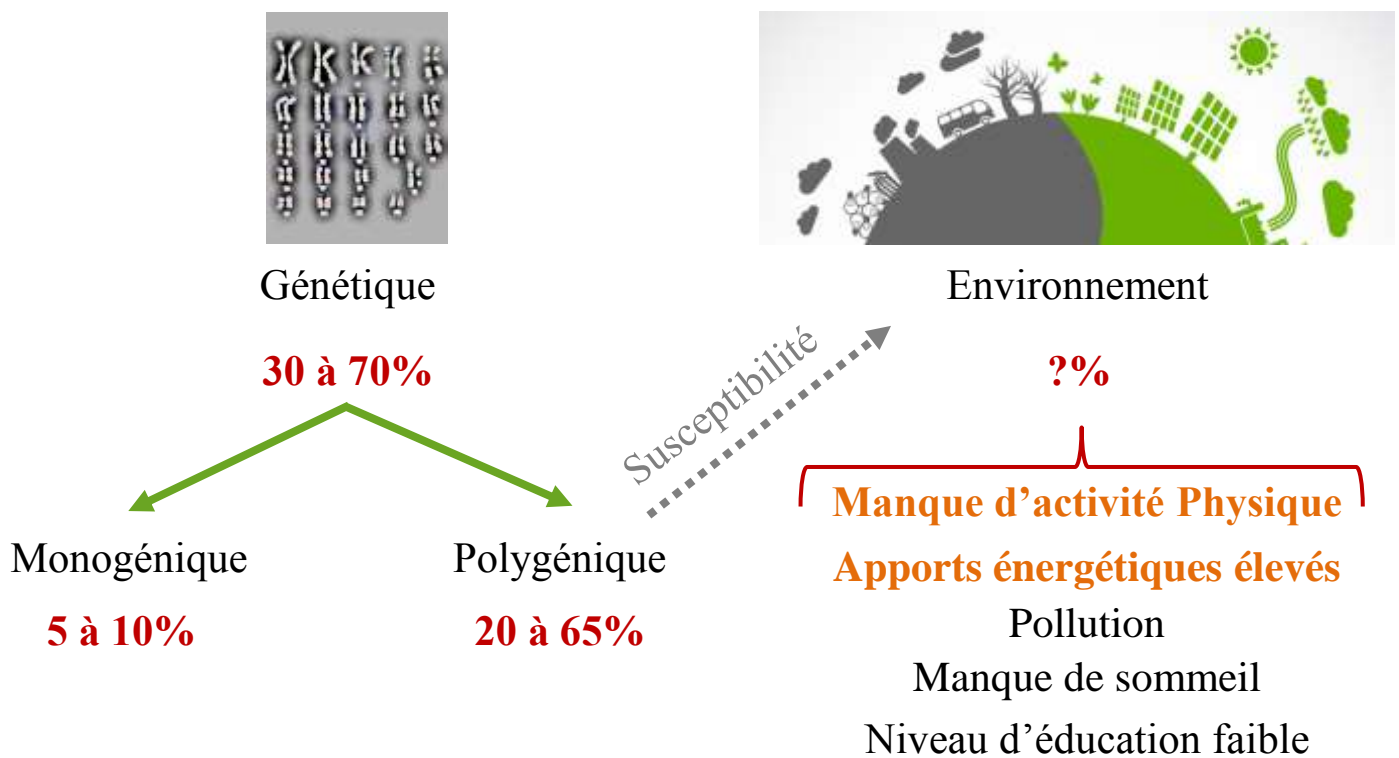 Génétique
Environnement
30 à 70%
Susceptibilité
?%
Manque d’activité Physique
Monogénique
Polygénique
Apports énergétiques élevés
5 à 10%
20 à 65%
Pollution
Manque de sommeil
Niveau d’éducation faible